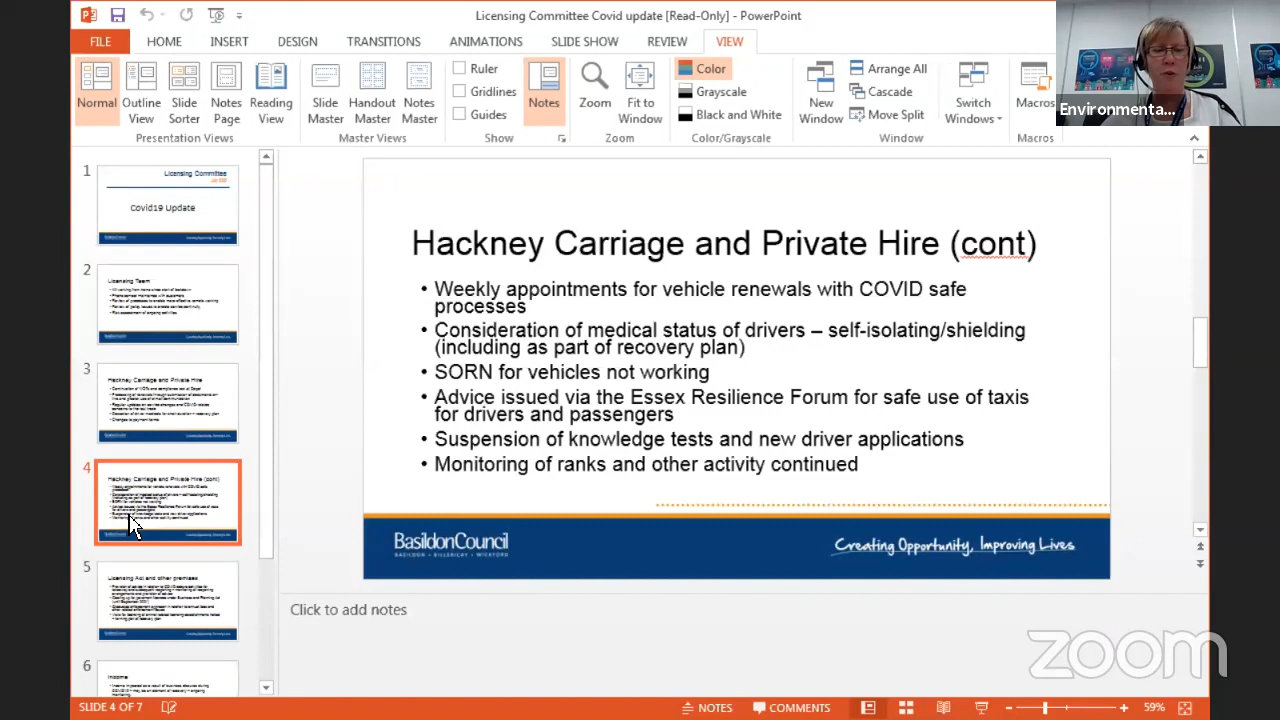 Licensing Committee Covid update [Read-Only] - PowerPoint
FILE HOME INSERT DESIGN TRANSITIONS ANIMATIONS SLIDE SHOW REVIEW VIEW
Normal Outline View Slide Sorter Notes Page Reading View
Presentation Views
Slide Master Handout Master Notes Master
Master Views
Ruler
Gridlines
Guides
Show
Notes
Zoom Fit to Window
Zoom
Color
Grayscale
Black and White
Color/Grayscale
New Window
Arrange All
Cascade
Move Split
Switch Windows
Window
Macros
Macros
Environmenta...
1
Licensing Committee
Covid19 Update
2
Licensing Team
3
Hackney Carriage and Private Hire
4
Hackney Carriage and Private Hire (cont)
5
Licensing Act and other premises
6
Income
Hackney Carriage and Private Hire (cont)
• Weekly appointments for vehicle renewals with COVID safe
processes
• Consideration of medical status of drivers – self-isolating/shielding
(including as part of recovery plan)
• SORN for vehicles not working
• Advice issued via the Essex Resilience Forum for safe use of taxis
for drivers and passengers
• Suspension of knowledge tests and new driver applications
• Monitoring of ranks and other activity continued
BasildonCouncil
BASILDON • BILLERICAY • WICKFORD
Creating Opportunity, Improving Lives
Click to add notes
zoom
SLIDE 4 OF 7 NOTES COMMENTS 59%